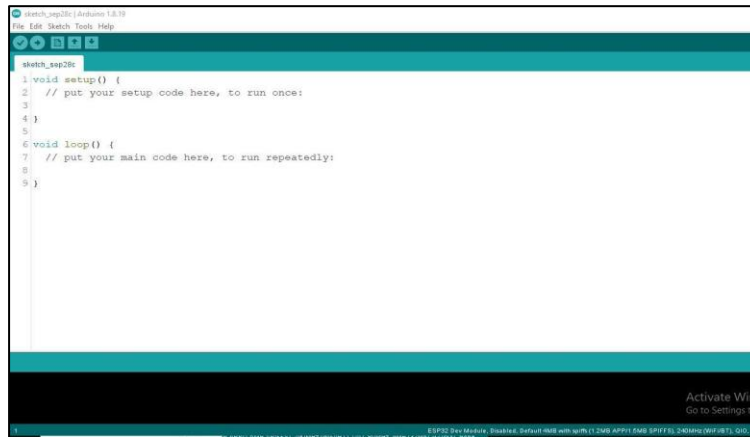 sketch_sep28c | Arduino 1.8.19
File Edit Sketch Tools Help
sketch_sep28c
1 void setup() {
2 // put your setup code here, to run once:
3
4 }
5
6 void loop() {
7 // put your main code here, to run repeatedly:
8
9 }
Activate Wi
Go to Settings t
1 ESP32 Dev Module, Disabled, Default 4MB with spiffs (1.2MB APP/1.5MB SPIFFS), 240MHz (WiFi/BT), QIO,